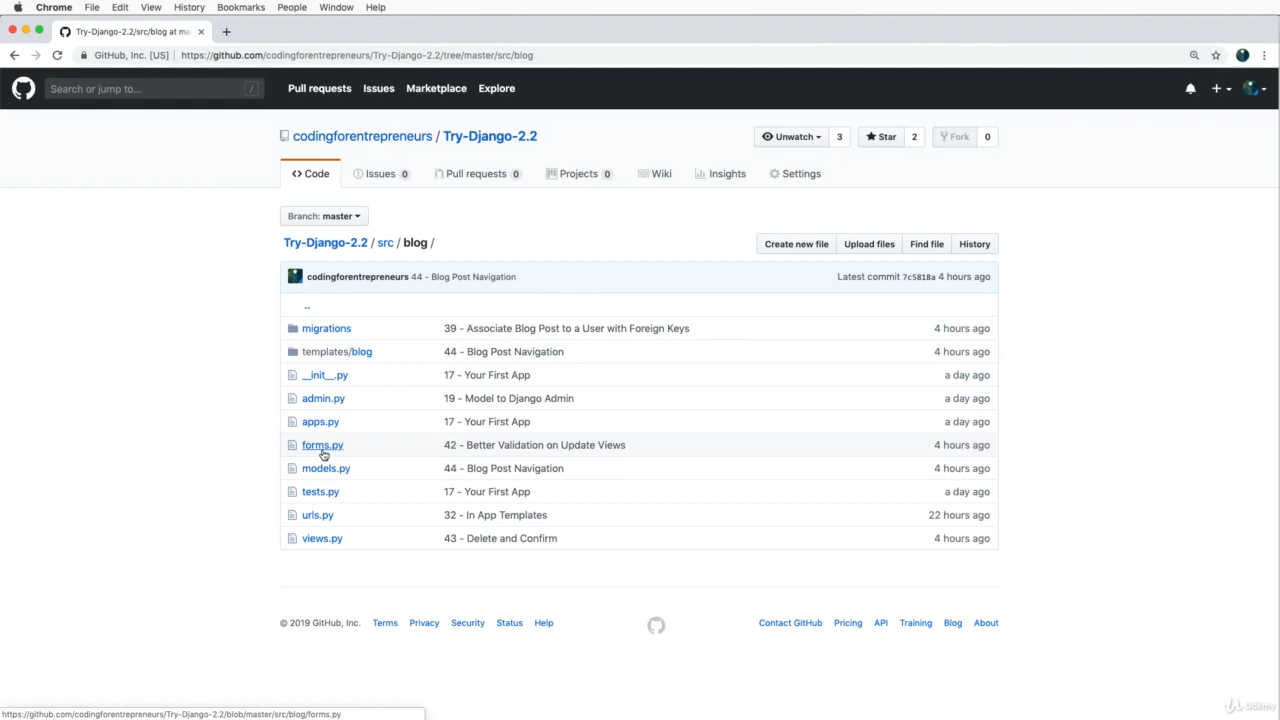 Chrome File Edit View History Bookmarks People Window Help
Try-Django-2.2/src/blog at ma
GitHub, Inc. [US] https://github.com/codingforentrepreneurs/Try-Django-2.2/tree/master/src/blog
Search or jump to... / Pull requests Issues Marketplace Explore
codingforentrepreneurs / Try-Django-2.2 Unwatch 3 Star 2 Fork 0
<> Code Issues 0 Pull requests 0 Projects 0 Wiki Insights Settings
Branch: master
Try-Django-2.2 / src / blog / Create new file Upload files Find file History
codingforentrepreneurs 44 - Blog Post Navigation Latest commit 7c5818a 4 hours ago
..
migrations 39 - Associate Blog Post to a User with Foreign Keys 4 hours ago
templates/blog 44 - Blog Post Navigation 4 hours ago
__init__.py 17 - Your First App a day ago
admin.py 19 - Model to Django Admin a day ago
apps.py 17 - Your First App a day ago
forms.py 42 - Better Validation on Update Views 4 hours ago
models.py 44 - Blog Post Navigation 4 hours ago
tests.py 17 - Your First App a day ago
urls.py 32 - In App Templates 22 hours ago
views.py 43 - Delete and Confirm 4 hours ago
© 2019 GitHub, Inc. Terms Privacy Security Status Help Contact GitHub Pricing API Training Blog About
https://github.com/codingforentrepreneurs/Try-Django-2.2/blob/master/src/blog/forms.py
Udemy